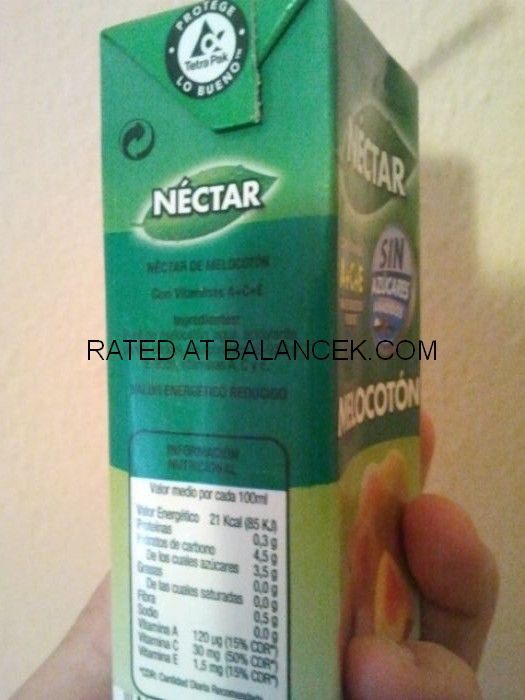 PROTEGE
Tetra Pak
LO BUENO™
NÉCTAR
NÉCTAR DE MELOCOTÓN
Con Vitaminas A+C+E
Ingredientes:
RATED AT BALANCEK.COM
VALOR ENERGÉTICO REDUCIDO
INFORMACIÓN
NUTRICIONAL
Valor medio por cada 100ml
Valor Energético 21 Kcal (85 KJ)
Proteínas 0,3 g
Hidratos de carbono 4,5 g
De los cuales azúcares 3,5 g
Grasas 0,0 g
De las cuales saturadas 0,0 g
Fibra 0,5 g
Sodio 0,0 g
Vitamina A 120 µg (15% CDR*)
Vitamina C 30 mg (50% CDR*)
Vitamina E 1,5 mg (15% CDR*)
*CDR: Cantidad Diaria Recomendada
NÉCTAR
A+C+E
SIN
AZÚCARES
MELOCOTÓN